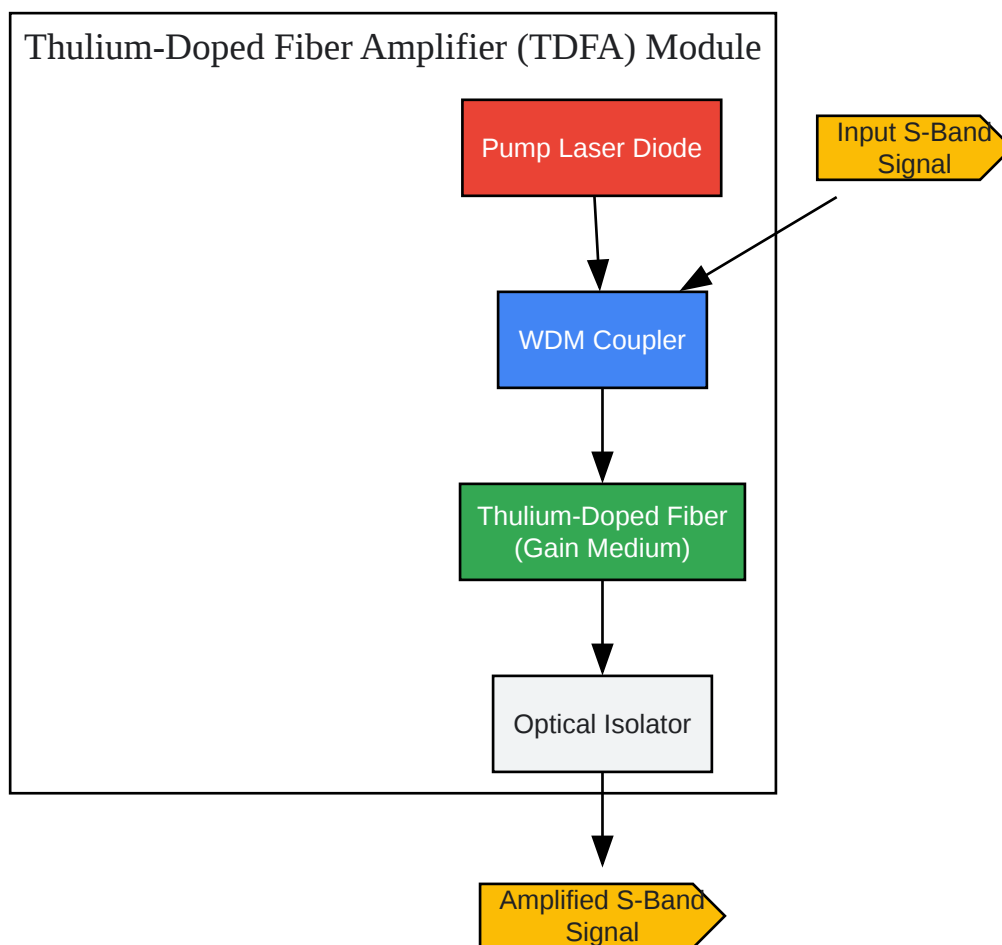 Thulium-Doped Fiber Amplifier (TDFA) Module
Pump Laser Diode
Input S-Band
Signal
WDM Coupler
Thulium-Doped Fiber
(Gain Medium)
Optical Isolator
Amplified S-Band
Signal